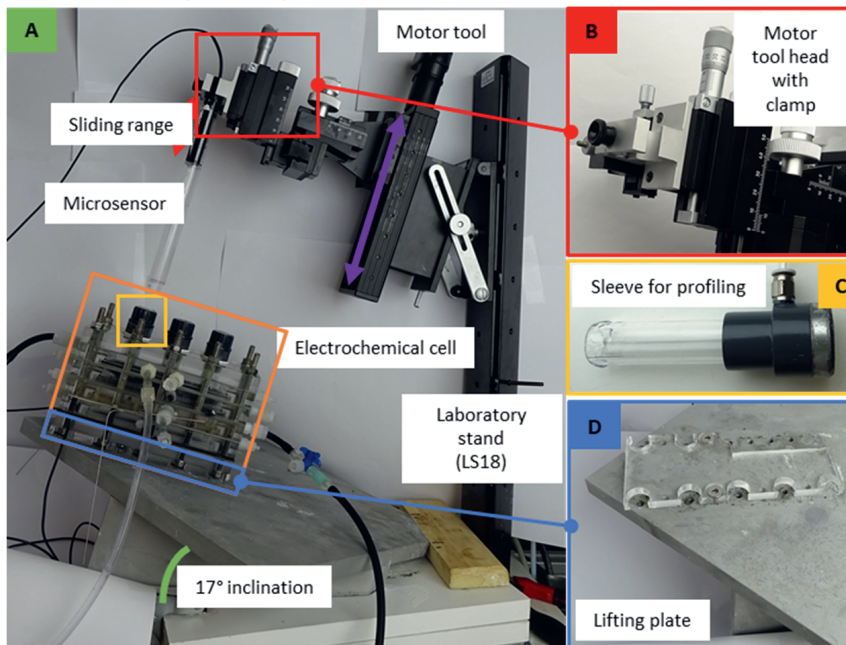 A
Motor tool
B
Motor
tool head
with
clamp
Sliding range
Microsensor
Sleeve for profiling
C
Electrochemical cell
Laboratory
stand
(LS18)
D
17° inclination
Lifting plate